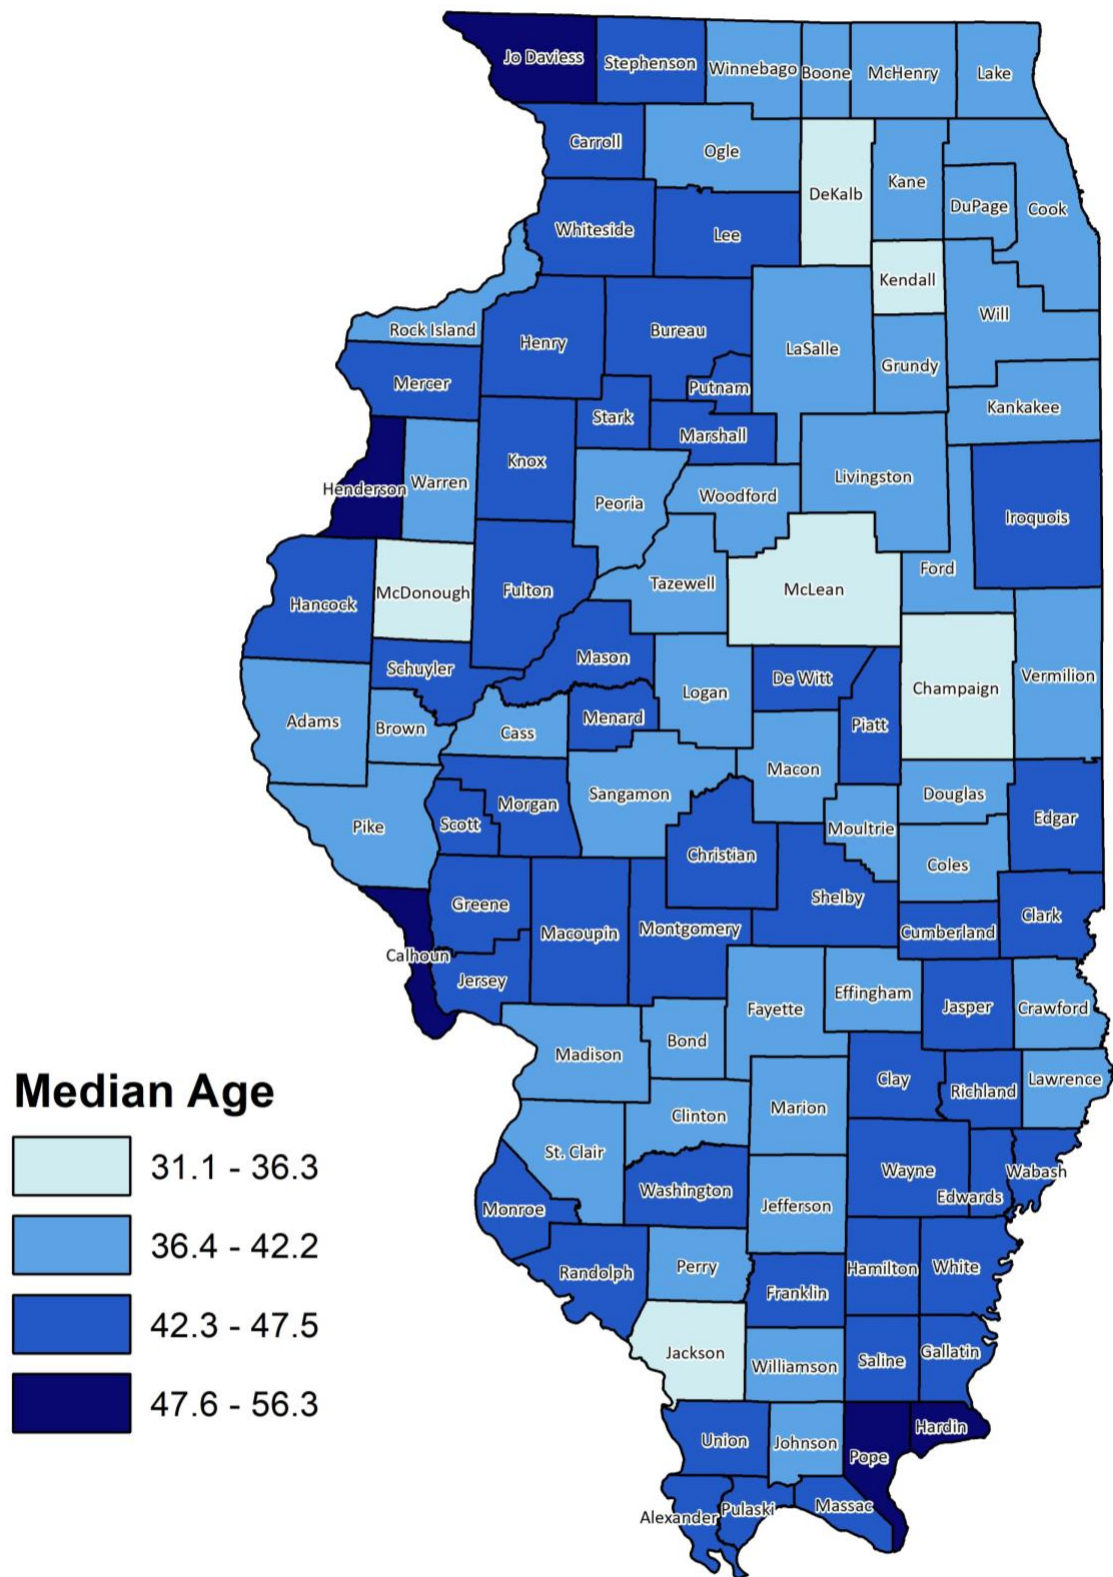 Jo Daviess
Stephenson
Winnebago
Boone
McHenry
Lake
Carroll
Ogle
DeKalb
Kane
DuPage
Cook
Whiteside
Lee
Kendall
Will
Rock Island
Henry
Bureau
LaSalle
Grundy
Mercer
Putnam
Kankakee
Stark
Marshall
Knox
Henderson
Warren
Peoria
Woodford
Livingston
Iroquois
Hancock
McDonough
Fulton
Tazewell
McLean
Ford
Schuyler
Mason
Logan
De Witt
Champaign
Vermilion
Adams
Brown
Cass
Menard
Piatt
Macon
Pike
Scott
Morgan
Sangamon
Douglas
Moultrie
Edgar
Christian
Coles
Greene
Shelby
Calhoun
Macoupin
Montgomery
Cumberland
Clark
Jersey
Fayette
Effingham
Jasper
Crawford
Madison
Bond
Clay
Richland
Lawrence
Clinton
Marion
St. Clair
Wayne
Wabash
Washington
Edwards
Monroe
Jefferson
Randolph
Perry
Hamilton
White
Franklin
Jackson
Williamson
Saline
Gallatin
Union
Johnson
Pope
Hardin
Alexander
Pulaski
Massac
Median Age
31.1 - 36.3
36.4 - 42.2
42.3 - 47.5
47.6 - 56.3